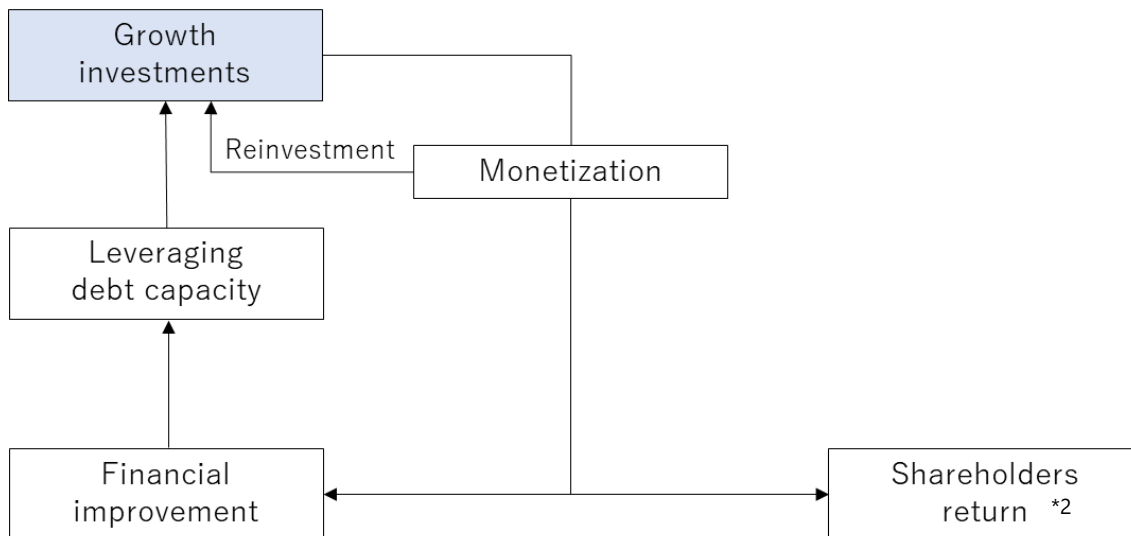 Growth
investments
Reinvestment
Monetization
Leveraging
debt capacity
Financial
improvement
Shareholders
return *2